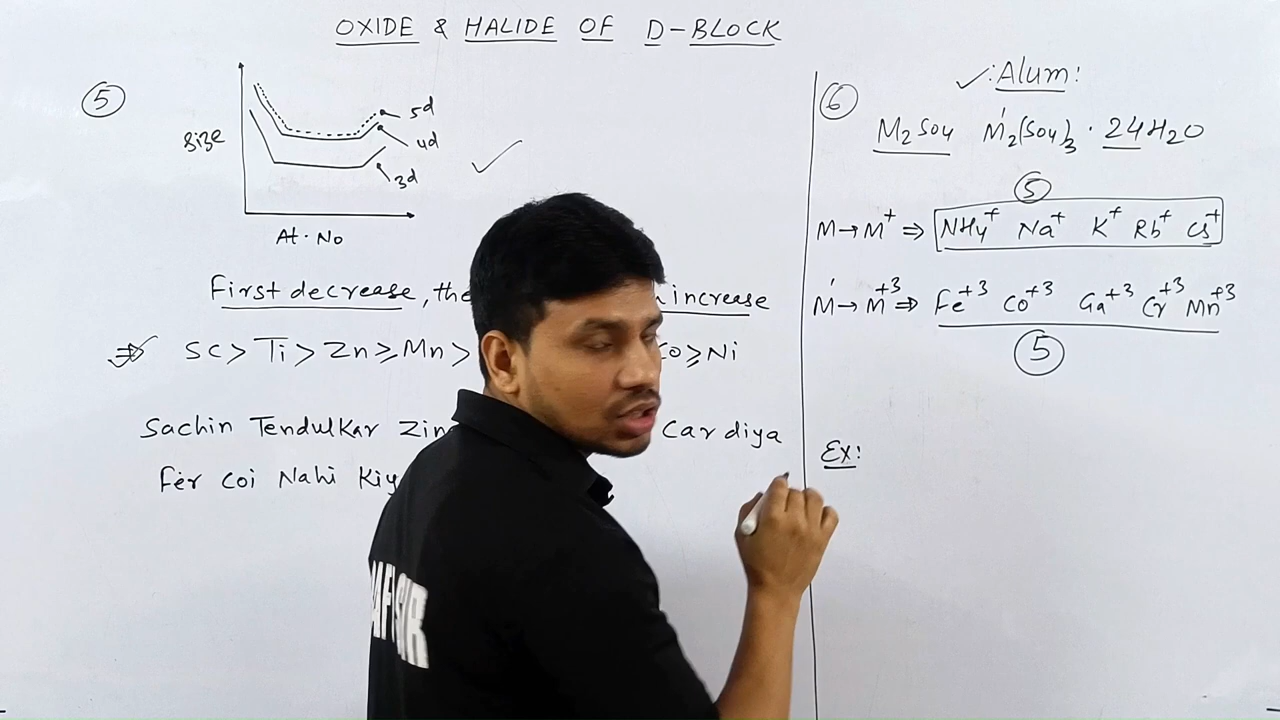 OXIDE & HALIDE OF D-BLOCK
5
Size
5d
4d
3d
At. No
First decrease, the increase
⇒ Sc > Ti > Zn ≥ Mn > Co ≥ Ni
Sachin Tendulkar Zin Car diya
Fer Coi Nahi Kiy
6
✓:Alum:
M₂SO₄ M'₂(SO₄)₃ · 24H₂O
5
M → M⁺ ⇒ NH₄⁺ Na⁺ K⁺ Rb⁺ Cs⁺
M' → M⁺³ ⇒ Fe⁺³ Co⁺³ Ga⁺³ Cr⁺³ Mn⁺³
5
Ex: